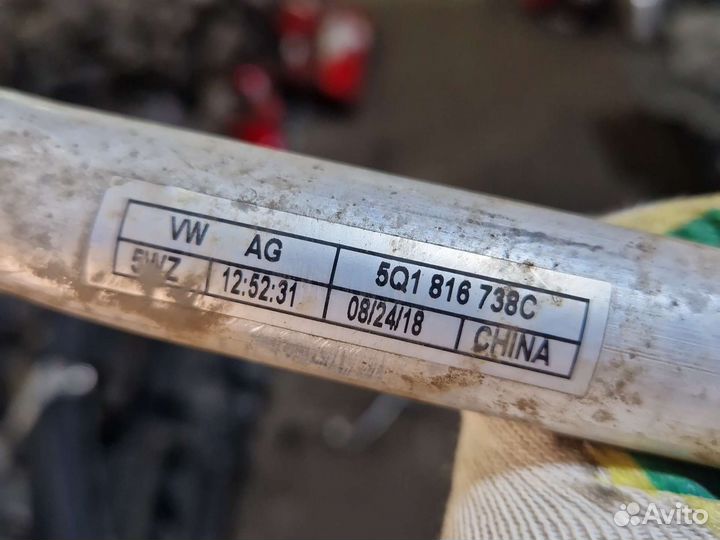 VW AG 5Q1 816 738C
5WZ 12:52:31 08/24/18 CHINA
Avito